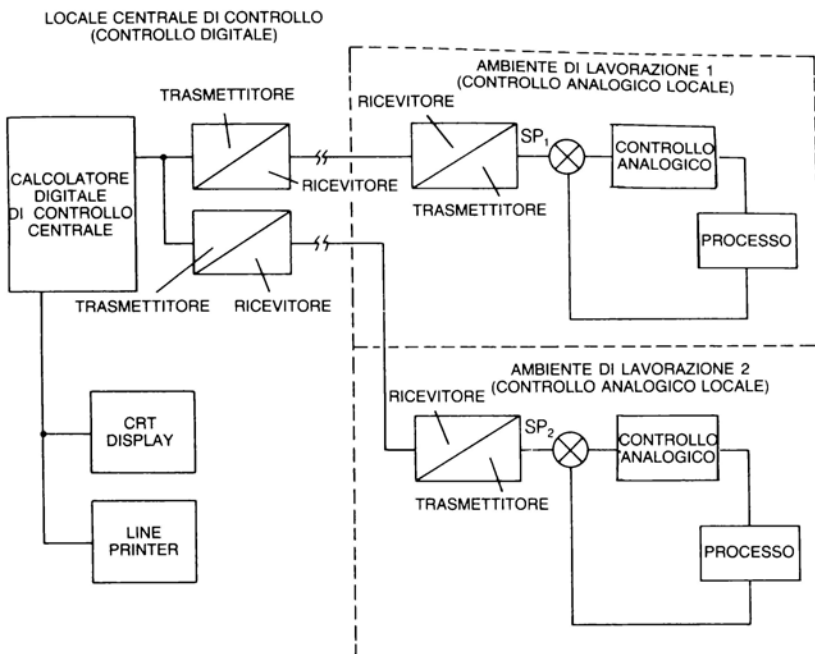 LOCALE CENTRALE DI CONTROLLO
(CONTROLLO DIGITALE)
TRASMETTITORE
RICEVITORE
CALCOLATORE
DIGITALE
DI CONTROLLO
CENTRALE
TRASMETTITORE
RICEVITORE
CRT
DISPLAY
LINE
PRINTER
AMBIENTE DI LAVORAZIONE 1
(CONTROLLO ANALOGICO LOCALE)
RICEVITORE
SP1
TRASMETTITORE
CONTROLLO
ANALOGICO
PROCESSO
AMBIENTE DI LAVORAZIONE 2
(CONTROLLO ANALOGICO LOCALE)
RICEVITORE
SP2
TRASMETTITORE
CONTROLLO
ANALOGICO
PROCESSO